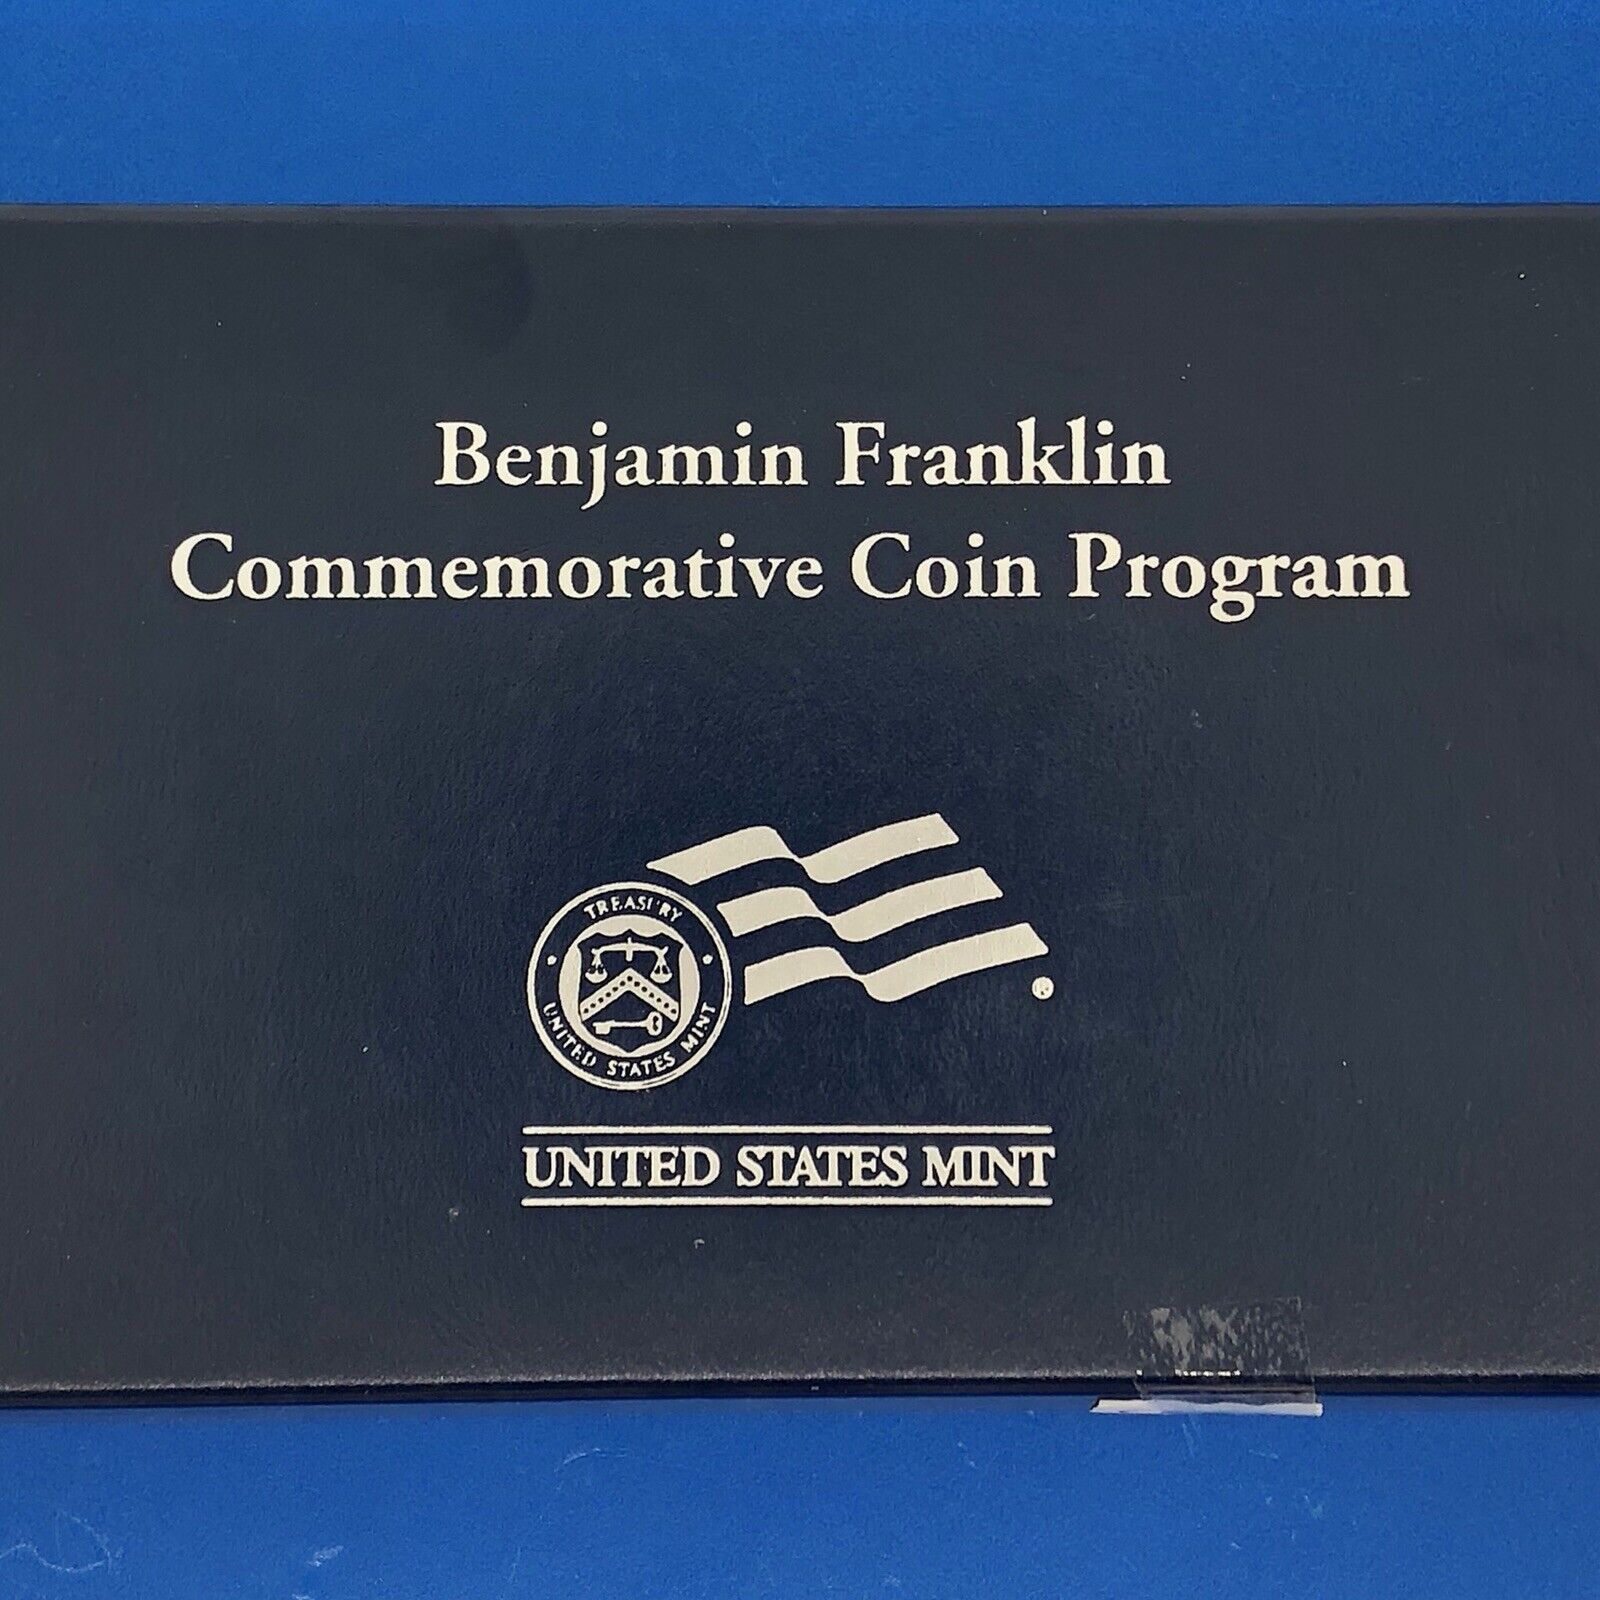 Benjamin Franklin
Commemorative Coin Program
TREASURY
UNITED STATES MINT
®
UNITED STATES MINT